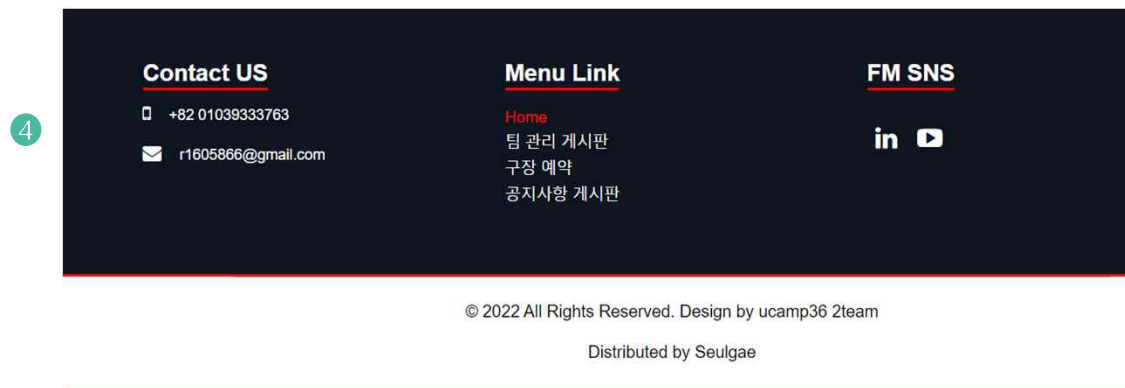 4
Contact US
+82 01039333763
r1605866@gmail.com
Menu Link
Home
팀 관리 게시판
구장 예약
공지사항 게시판
FM SNS
in
© 2022 All Rights Reserved. Design by ucamp36 2team
Distributed by Seulgae